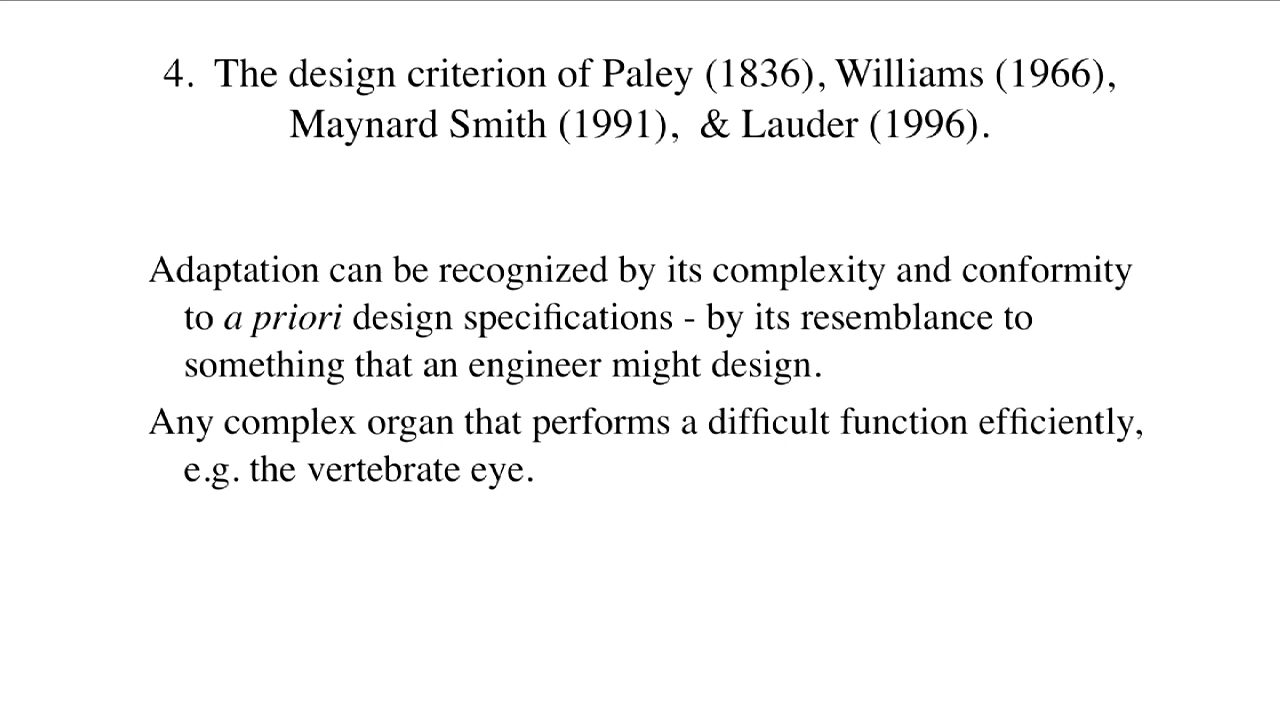 4. The design criterion of Paley (1836), Williams (1966),
Maynard Smith (1991), & Lauder (1996).
Adaptation can be recognized by its complexity and conformity
to a priori design specifications - by its resemblance to
something that an engineer might design.
Any complex organ that performs a difficult function efficiently,
e.g. the vertebrate eye.